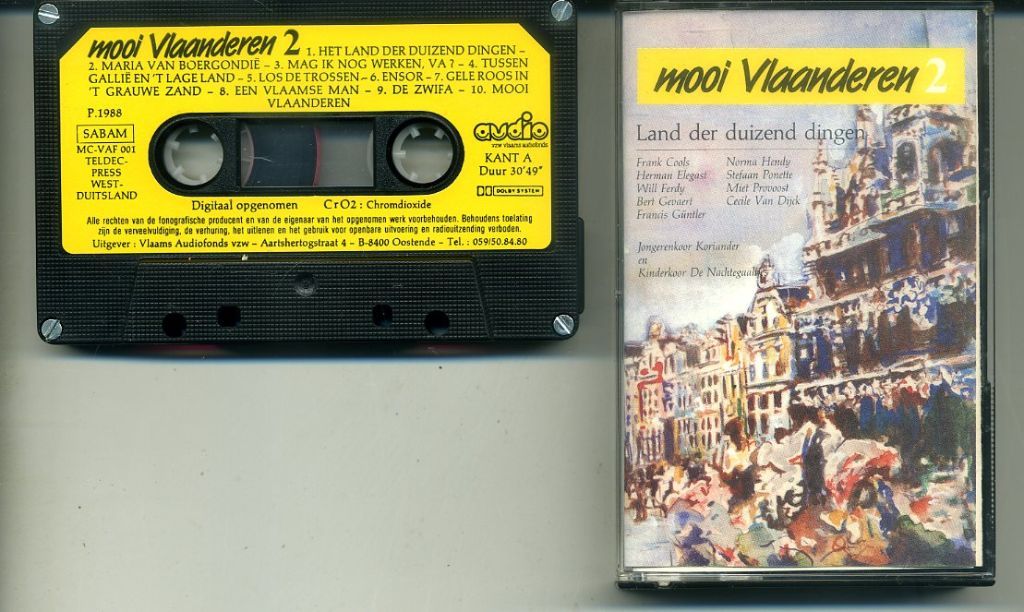 mooi Vlaanderen 2 1. HET LAND DER DUIZEND DINGEN –
2. MARIA VAN BOERGONDIË – 3. MAG IK NOG WERKEN, VA ? – 4. TUSSEN
GALLIË EN 'T LAGE LAND – 5. LOS DE TROSSEN – 6. ENSOR – 7. GELE ROOS IN
'T GRAUWE ZAND – 8. EEN VLAAMSE MAN – 9. DE ZWIFA – 10. MOOI
VLAANDEREN
P. 1988
SABAM
MC-VAF 001
TELDEC-
PRESS
WEST-
DUITSLAND
audio
vzw vlaams audiofonds
KANT A
Duur 30'49"
DOLBY SYSTEM
Digitaal opgenomen CrO2 : Chromdioxide
Alle rechten van de fonografische producent en van de eigenaar van het opgenomen werk voorbehouden. Behoudens toelating
zijn de verveelvuldiging, de verhuring, het uitlenen en het gebruik voor openbare uitvoering en radiouitzending verboden.
Uitgever : Vlaams Audiofonds vzw – Aartshertogstraat 4 – B-8400 Oostende – Tel. : 059/50.84.80
mooi Vlaanderen 2
Land der duizend dingen
Frank Cools
Herman Elegast
Will Ferdy
Bert Gevaert
Francis Güntler
Norma Hendy
Stefaan Ponette
Miet Provoost
Cecile Van Dijck
Jongerenkoor Koriander
en
Kinderkoor De Nachtegaaltjes